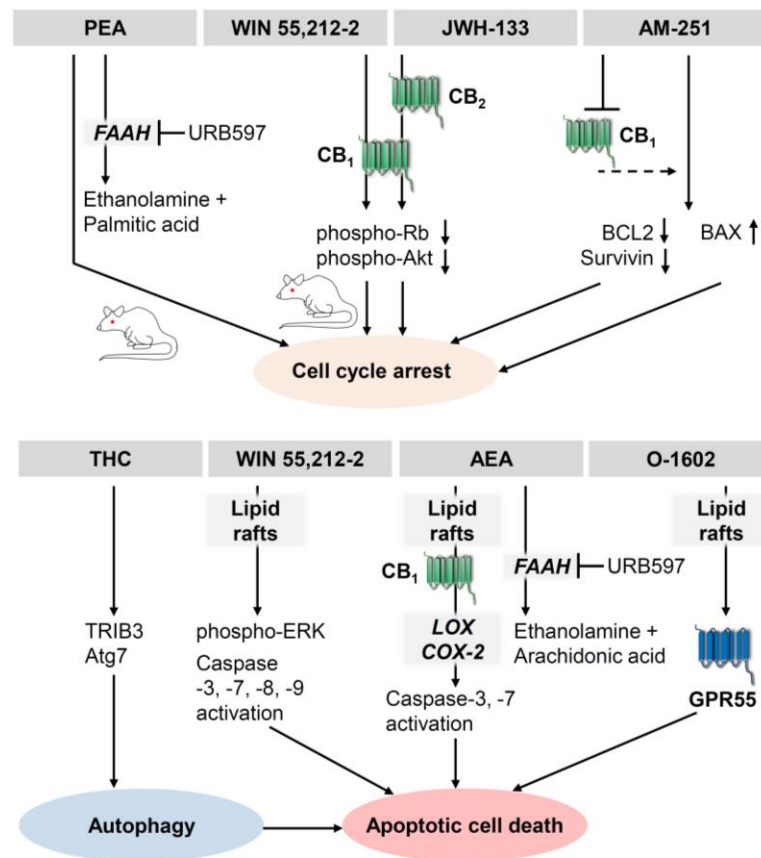 PEA
WIN 55,212-2
JWH-133
AM-251
CB2
FAAH
URB597
CB1
CB1
Ethanolamine +
Palmitic acid
phospho-Rb
phospho-Akt
BCL2
Survivin
BAX
Cell cycle arrest
THC
WIN 55,212-2
AEA
O-1602
Lipid
rafts
Lipid
rafts
Lipid
rafts
CB1
FAAH
URB597
TRIB3
Atg7
phospho-ERK
Caspase
-3, -7, -8, -9
activation
LOX
COX-2
Caspase-3, -7
activation
Ethanolamine +
Arachidonic acid
GPR55
Autophagy
Apoptotic cell death